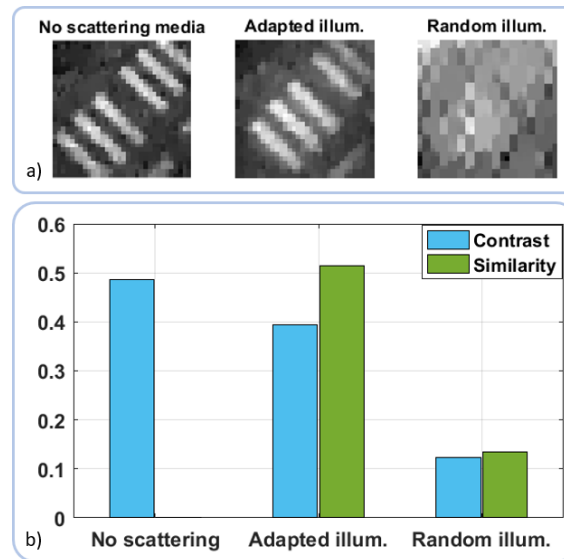 No scattering media Adapted illum. Random illum.
a)
0.6
0.5
0.4
0.3
0.2
0.1
0
Contrast
Similarity
No scattering Adapted illum. Random illum.
b)